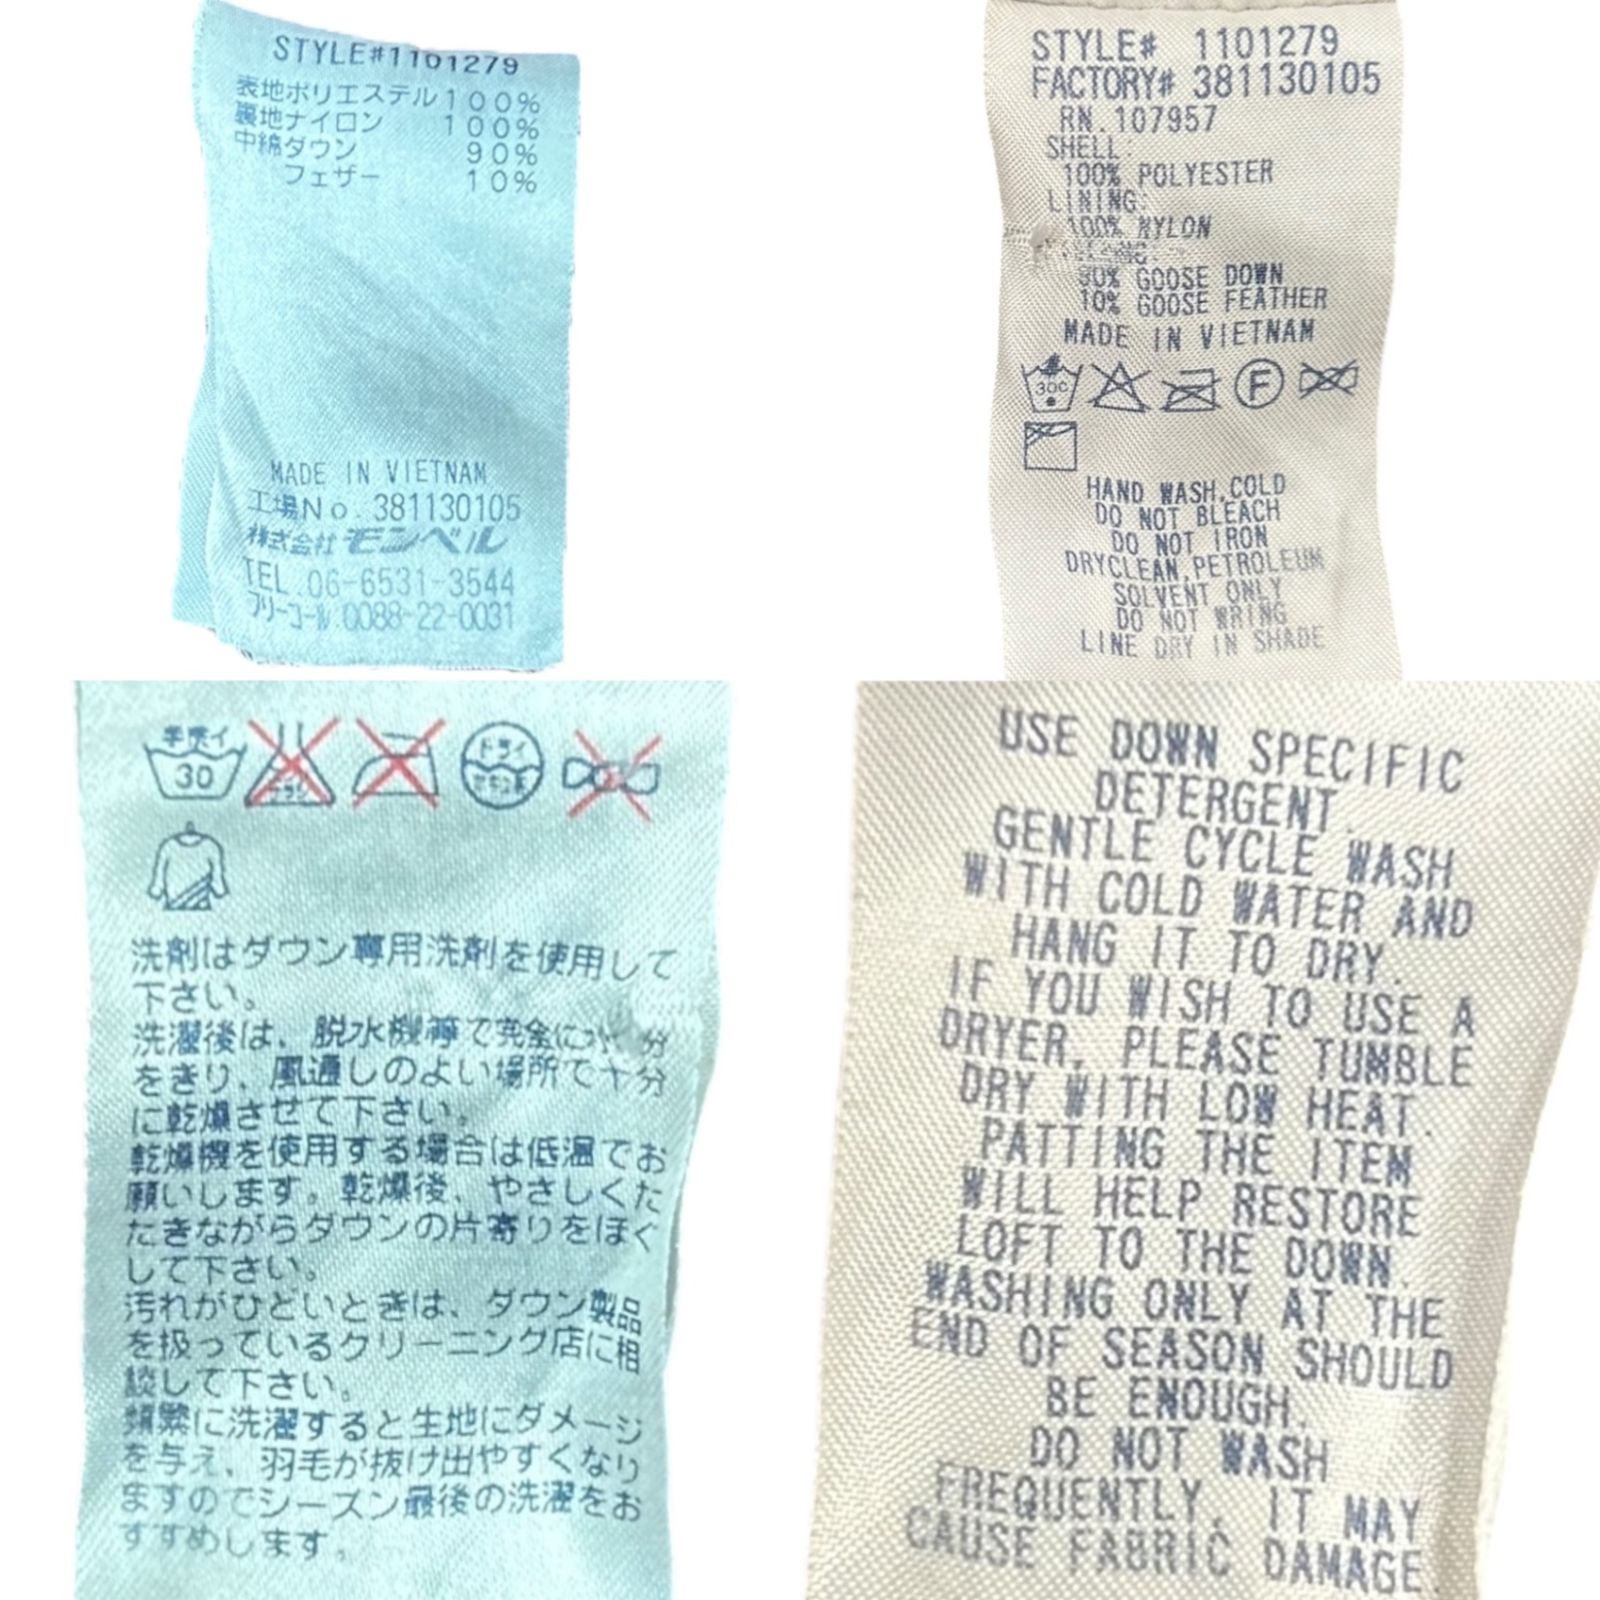 STYLE#1101279
表地ポリエステル100%
裏地ナイロン 100%
中綿ダウン 90%
フェザー 10%
MADE IN VIETNAM
工場No. 381130105
株式会社モンベル
TEL.06-6531-3544
フリーコール.0088-22-0031
STYLE# 1101279
FACTORY# 381130105
RN.107957
SHELL:
100% POLYESTER
LINING:
100% NYLON
90% GOOSE DOWN
10% GOOSE FEATHER
MADE IN VIETNAM
30C
F
HAND WASH,COLD
DO NOT BLEACH
DO NOT IRON
DRYCLEAN,PETROLEUM
SOLVENT ONLY
DO NOT WRING
LINE DRY IN SHADE
手洗イ
30
ドライ
セキユ系
洗剤はダウン専用洗剤を使用して
下さい。
洗濯後は、脱水機等で完全に水分
をきり、風通しのよい場所で十分
に乾燥させて下さい。
乾燥機を使用する場合は低温でお
願いします。乾燥後、やさしくた
たきながらダウンの片寄りをほぐ
して下さい。
汚れがひどいときは、ダウン製品
を扱っているクリーニング店に相
談して下さい。
頻繁に洗濯すると生地にダメージ
を与え、羽毛が抜け出やすくなり
ますのでシーズン最後の洗濯をお
すすめします。
USE DOWN SPECIFIC
DETERGENT.
GENTLE CYCLE WASH
WITH COLD WATER AND
HANG IT TO DRY.
IF YOU WISH TO USE A
DRYER, PLEASE TUMBLE
DRY WITH LOW HEAT.
PATTING THE ITEM
WILL HELP RESTORE
LOFT TO THE DOWN.
WASHING ONLY AT THE
END OF SEASON SHOULD
BE ENOUGH.
DO NOT WASH
FREQUENTLY, IT MAY
CAUSE FABRIC DAMAGE.